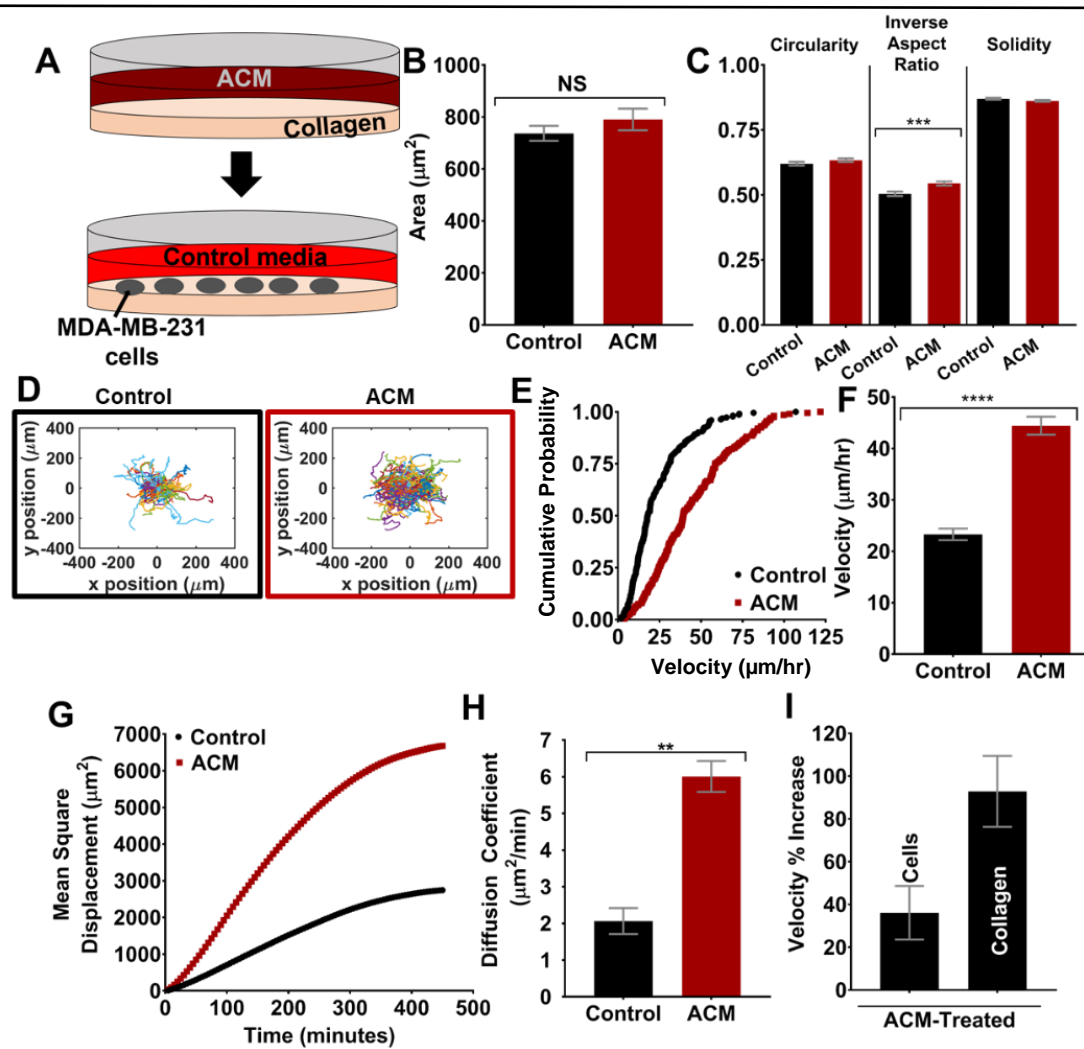 A
ACM
Collagen
Control media
MDA-MB-231
cells
B
Area (μm²)
1000
800
600
400
200
0
NS
Control
ACM
C
Circularity
Inverse
Aspect
Ratio
Solidity
1.00
0.75
0.50
0.25
0.00
***
Control
ACM
Control
ACM
Control
ACM
D
Control
ACM
y position (μm)
400
200
0
-200
-400
-400 -200 0 200 400
x position (μm)
y position (μm)
400
200
0
-200
-400
-400 -200 0 200 400
x position (μm)
E
Cumulative Probability
1.00
0.75
0.50
0.25
0.00
Control
ACM
0 25 50 75 100 125
Velocity (μm/hr)
F
Velocity (μm/hr)
50
40
30
20
10
0
****
Control
ACM
G
Control
ACM
Mean Square
Displacement (μm²)
7000
6000
5000
4000
3000
2000
1000
0
0 100 200 300 400 500
Time (minutes)
H
Diffusion Coefficient
(μm²/min)
7
6
5
4
3
2
1
0
**
Control
ACM
I
Velocity % Increase
120
100
80
60
40
20
0
Cells
Collagen
ACM-Treated